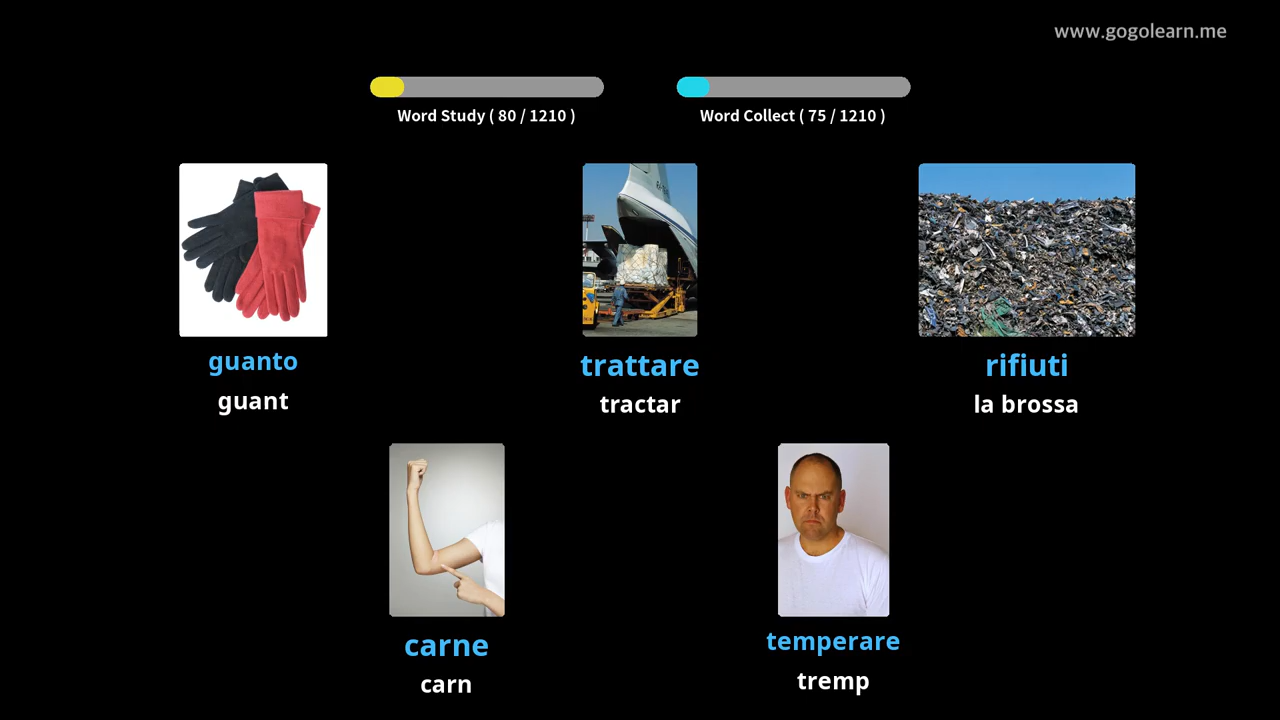 www.gogolearn.me
Word Study ( 80 / 1210 )
Word Collect ( 75 / 1210 )
guanto
guant
trattare
tractar
rifiuti
la brossa
carne
carn
temperare
tremp